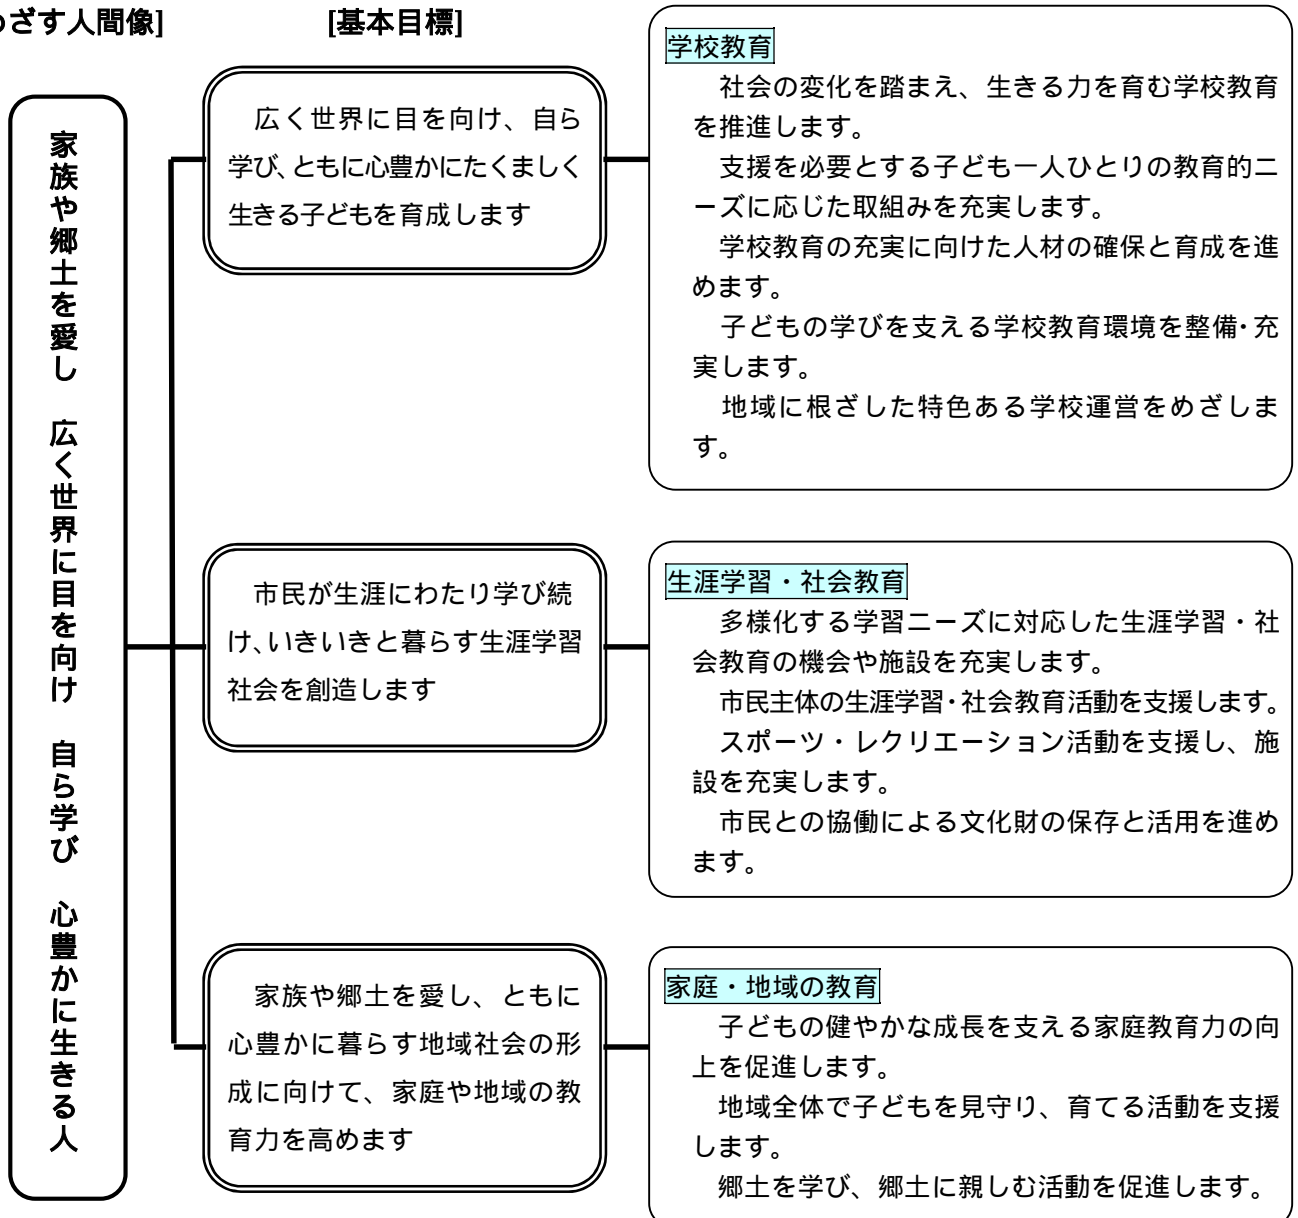 めざす人間像]
[基本目標]
家族や郷土を愛し　広く世界に目を向け　自ら学び　心豊かに生きる人
広く世界に目を向け、自ら
学び、ともに心豊かにたくましく
生きる子どもを育成します
学校教育
社会の変化を踏まえ、生きる力を育む学校教育
を推進します。
支援を必要とする子ども一人ひとりの教育的ニ
ーズに応じた取組みを充実します。
学校教育の充実に向けた人材の確保と育成を進
めます。
子どもの学びを支える学校教育環境を整備・充
実します。
地域に根ざした特色ある学校運営をめざしま
す。
市民が生涯にわたり学び続
け、いきいきと暮らす生涯学習
社会を創造します
生涯学習・社会教育
多様化する学習ニーズに対応した生涯学習・社
会教育の機会や施設を充実します。
市民主体の生涯学習・社会教育活動を支援します。
スポーツ・レクリエーション活動を支援し、施
設を充実します。
市民との協働による文化財の保存と活用を進め
ます。
家族や郷土を愛し、ともに
心豊かに暮らす地域社会の形
成に向けて、家庭や地域の教
育力を高めます
家庭・地域の教育
子どもの健やかな成長を支える家庭教育力の向
上を促進します。
地域全体で子どもを見守り、育てる活動を支援
します。
郷土を学び、郷土に親しむ活動を促進します。